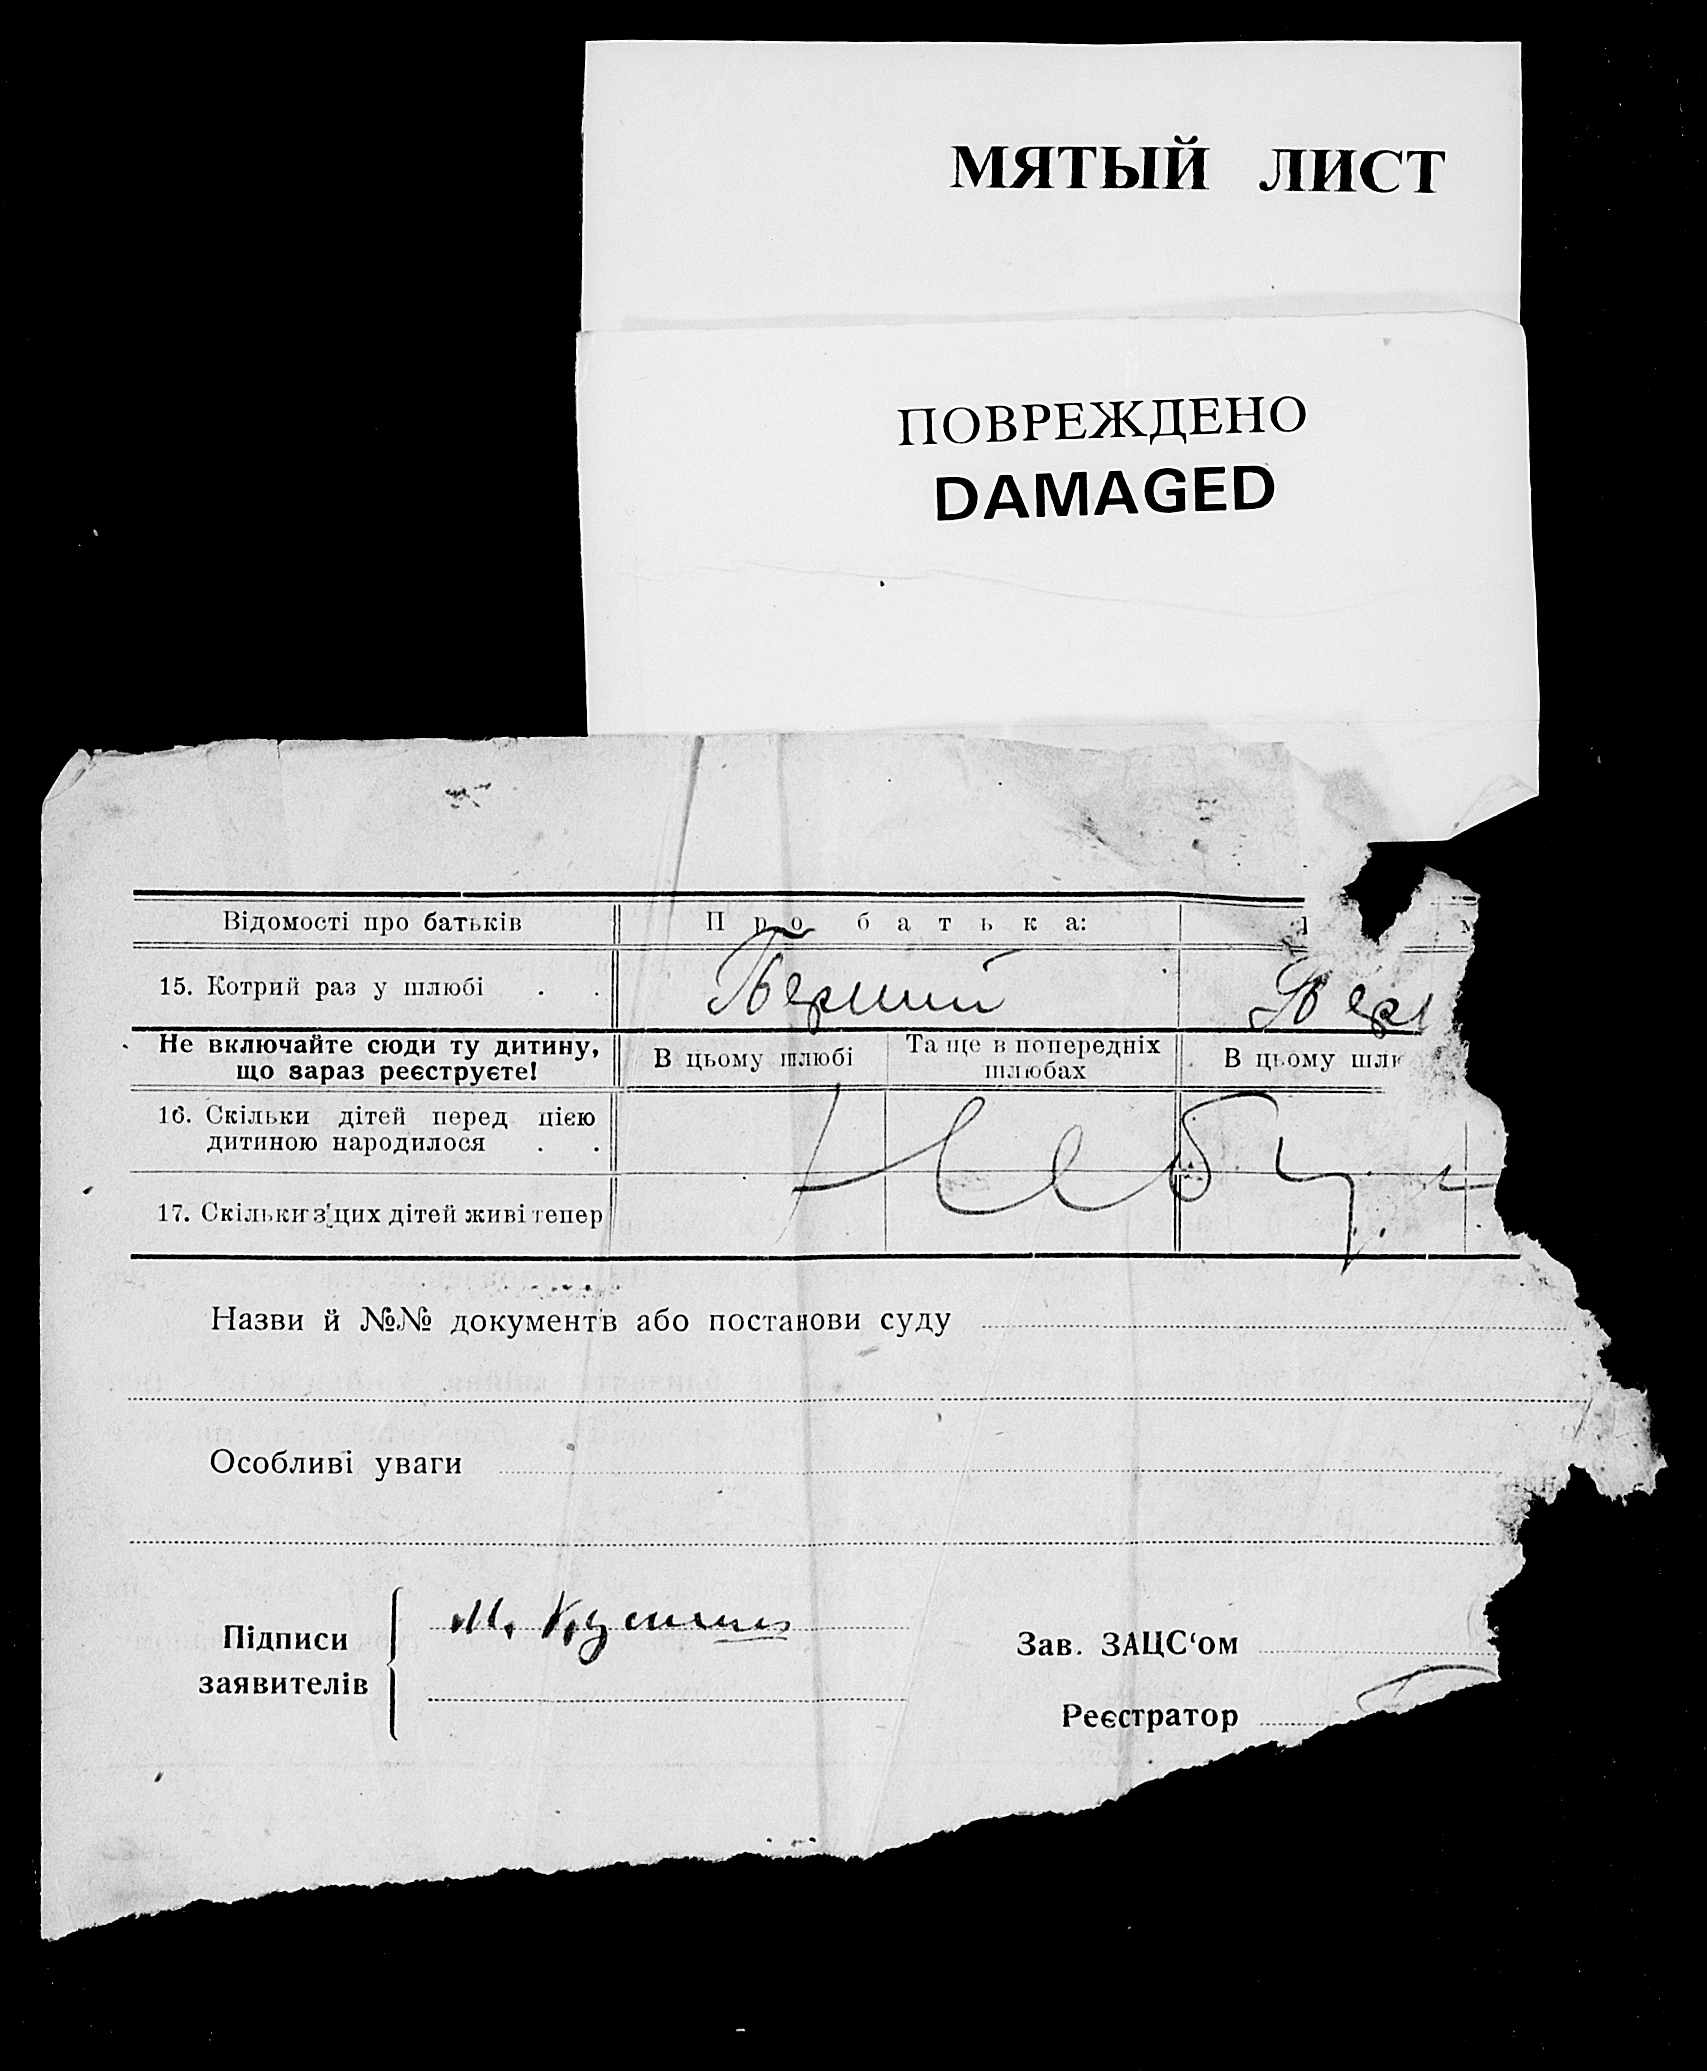 МЯТЫЙ ЛИСТ
ПОВРЕЖДЕНО
DAMAGED
Відомості про батьків
Про батька:
15. Котрий раз у шлюбі . .
Перший
Не включайте сюди ту дитину,
що зараз реєструєте!
В цьому шлюбі
Та ще в попередніх
шлюбах
В цьому
16. Скільки дітей перед цією
дитиною народилося . .
17. Скільки з цих дітей живі тепер
Назви й №№ документів або постанови суду
Особливі уваги
Підписи
заявителів
М.
Зав. ЗАЦС‘ом
Реєстратор